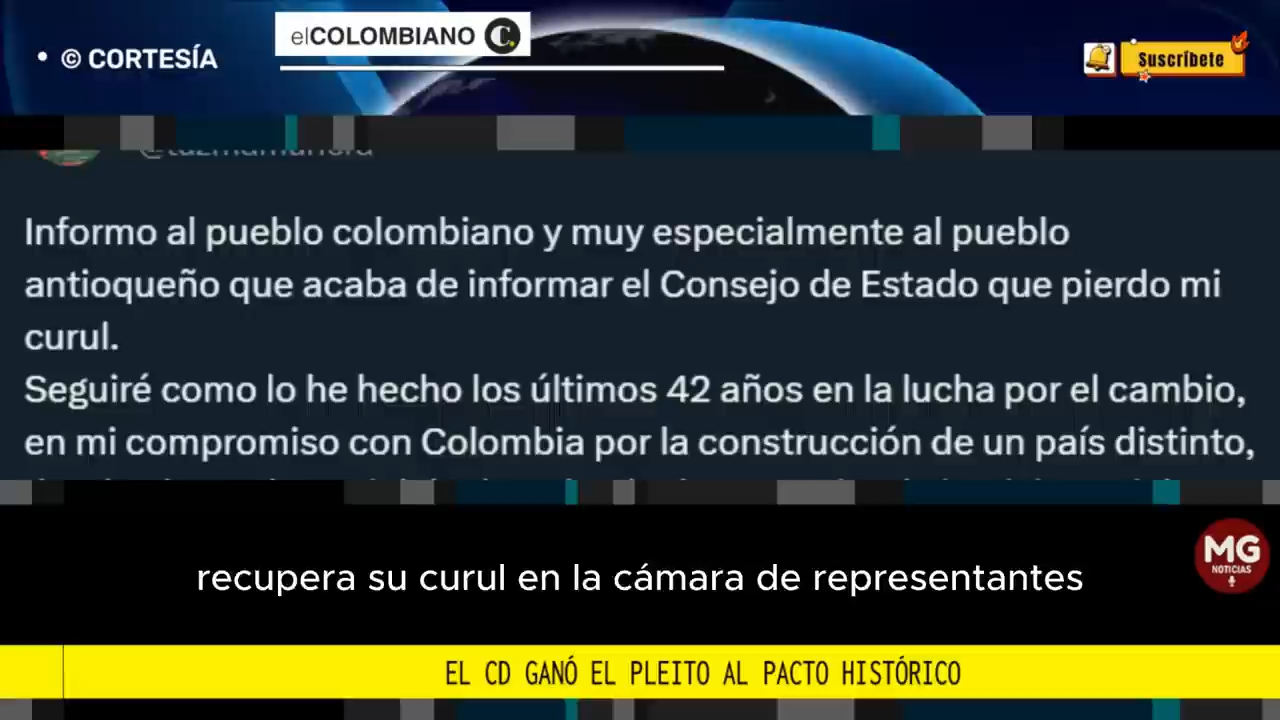 elCOLOMBIANO C
• © CORTESÍA
Suscríbete
Informo al pueblo colombiano y muy especialmente al pueblo
antioqueño que acaba de informar el Consejo de Estado que pierdo mi
curul.
Seguiré como lo he hecho los últimos 42 años en la lucha por el cambio,
en mi compromiso con Colombia por la construcción de un país distinto,
MG
NOTICIAS
recupera su curul en la cámara de representantes
EL CD GANÓ EL PLEITO AL PACTO HISTÓRICO